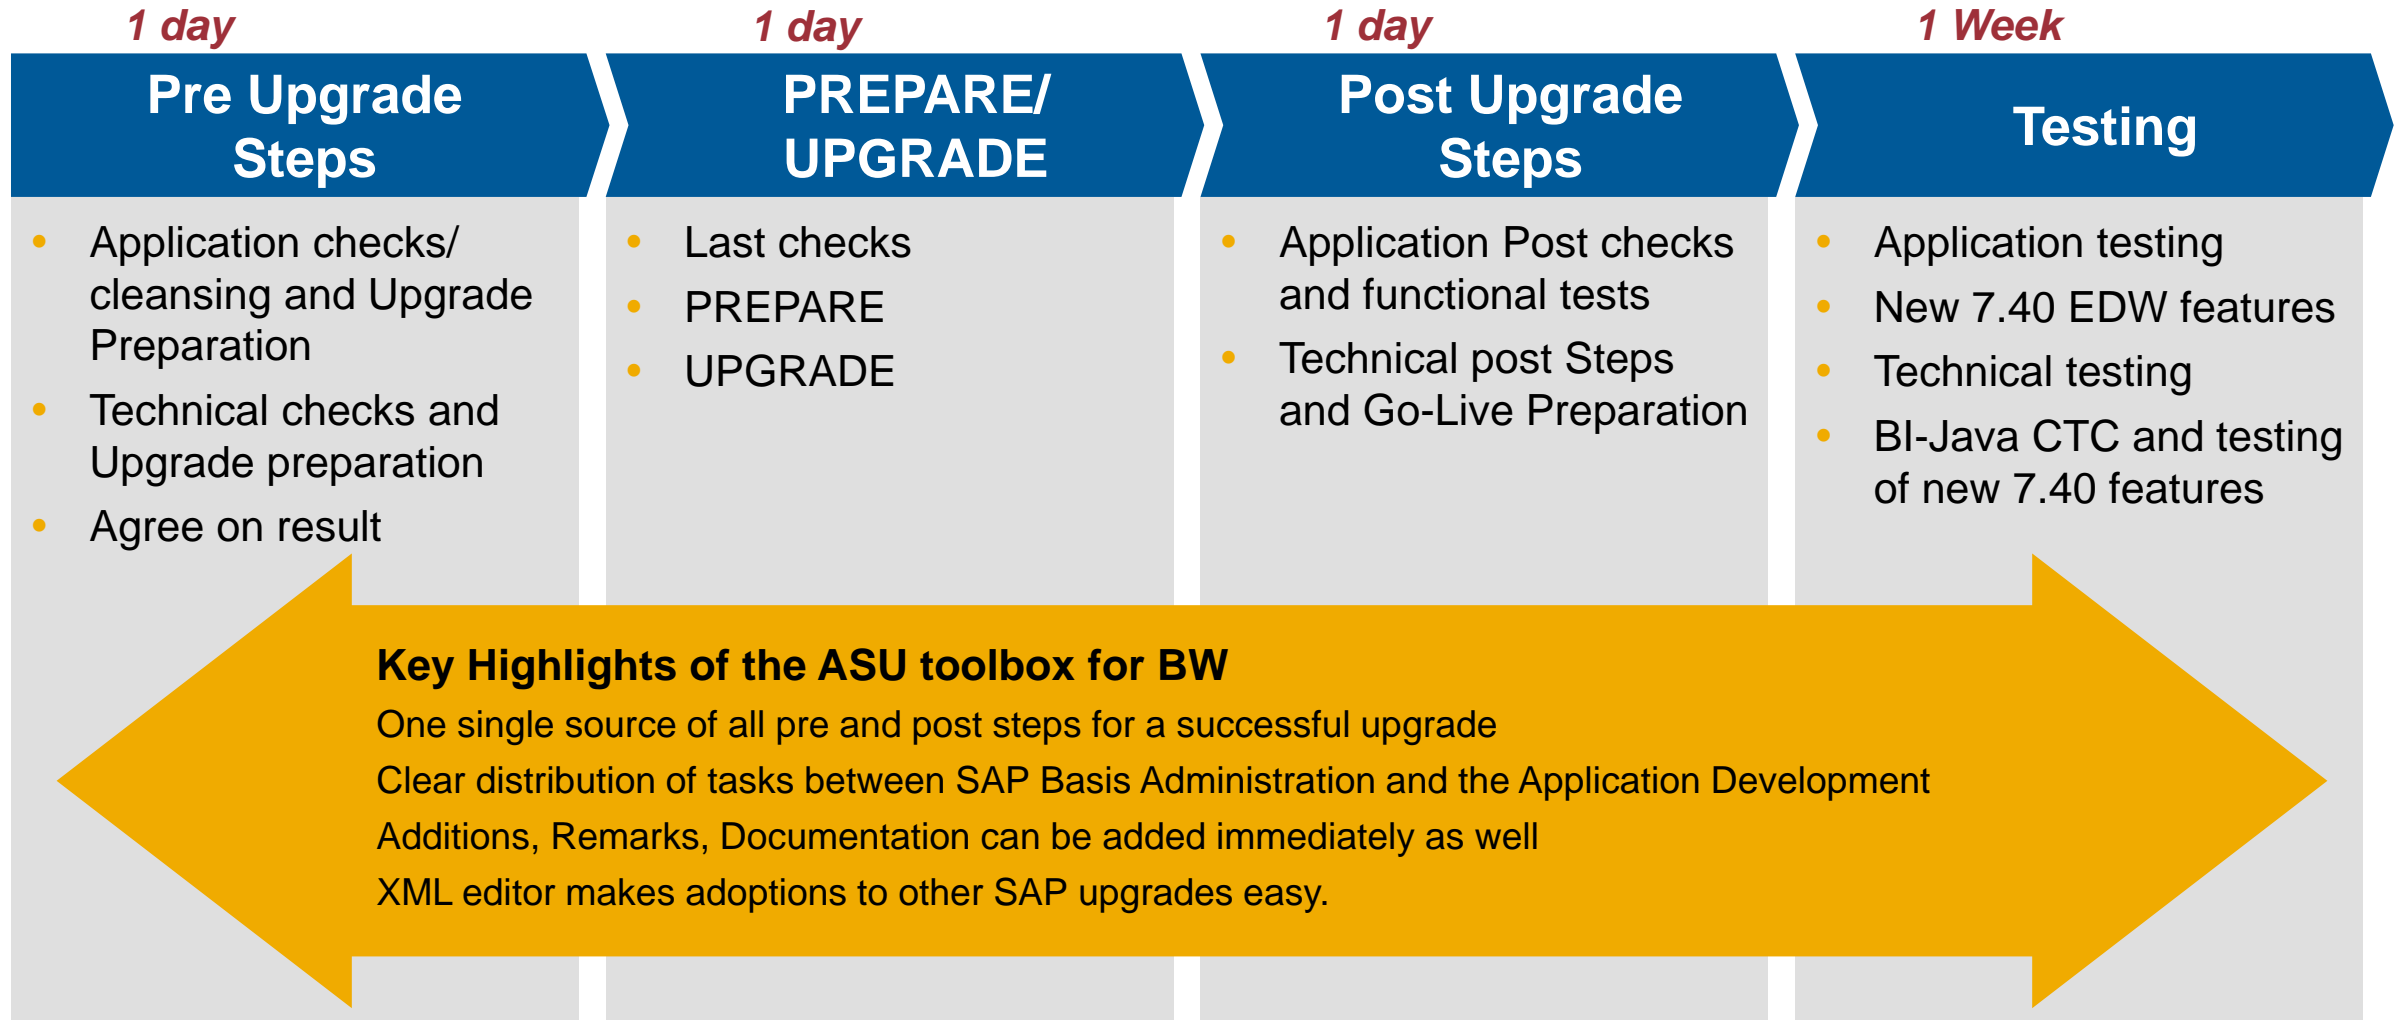 1 day
Pre Upgrade
Steps
• Application checks/
cleansing and Upgrade
Preparation
• Technical checks and
Upgrade preparation
• Agree on result
1 day
PREPARE/
UPGRADE
• Last checks
• PREPARE
• UPGRADE
1 day
Post Upgrade
Steps
• Application Post checks
and functional tests
• Technical post Steps
and Go-Live Preparation
1 Week
Testing
• Application testing
• New 7.40 EDW features
• Technical testing
• BI-Java CTC and testing
of new 7.40 features
Key Highlights of the ASU toolbox for BW
One single source of all pre and post steps for a successful upgrade
Clear distribution of tasks between SAP Basis Administration and the Application Development
Additions, Remarks, Documentation can be added immediately as well
XML editor makes adoptions to other SAP upgrades easy.